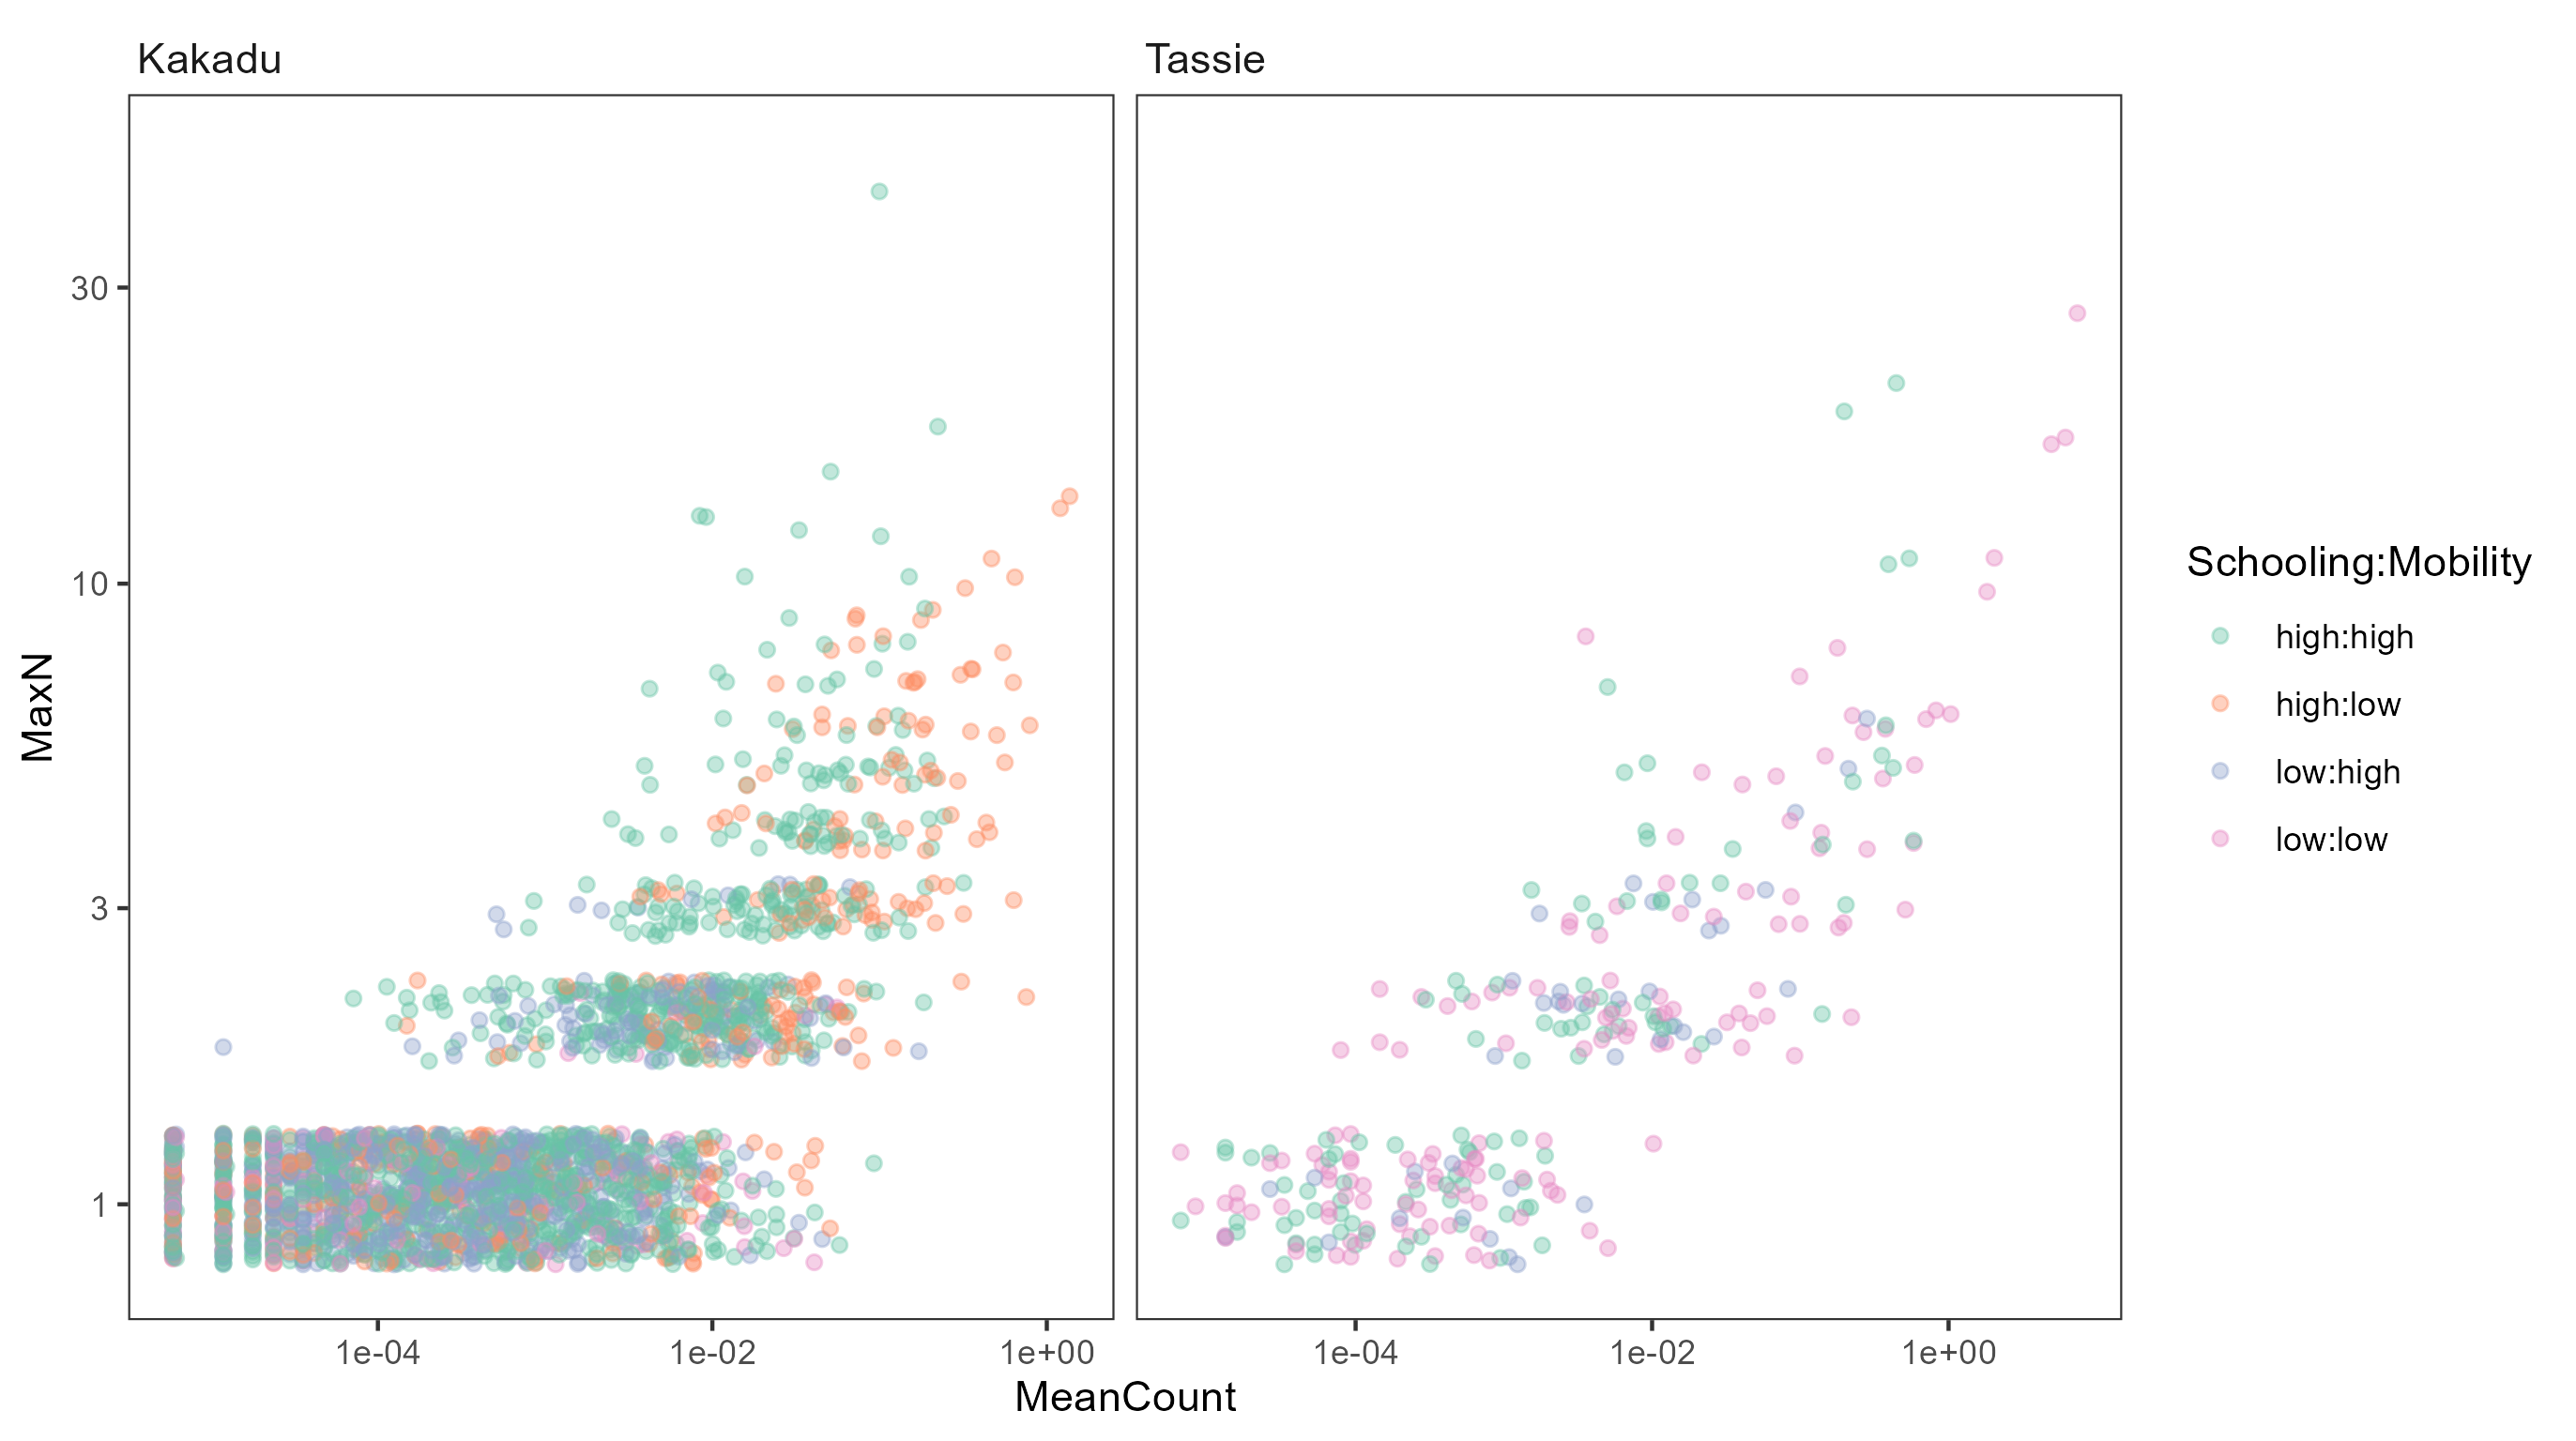 Kakadu
Tassie
30
10
3
1
MaxN
1e-04
1e-02
1e+00
1e-04
1e-02
1e+00
MeanCount
Schooling:Mobility
high:high
high:low
low:high
low:low